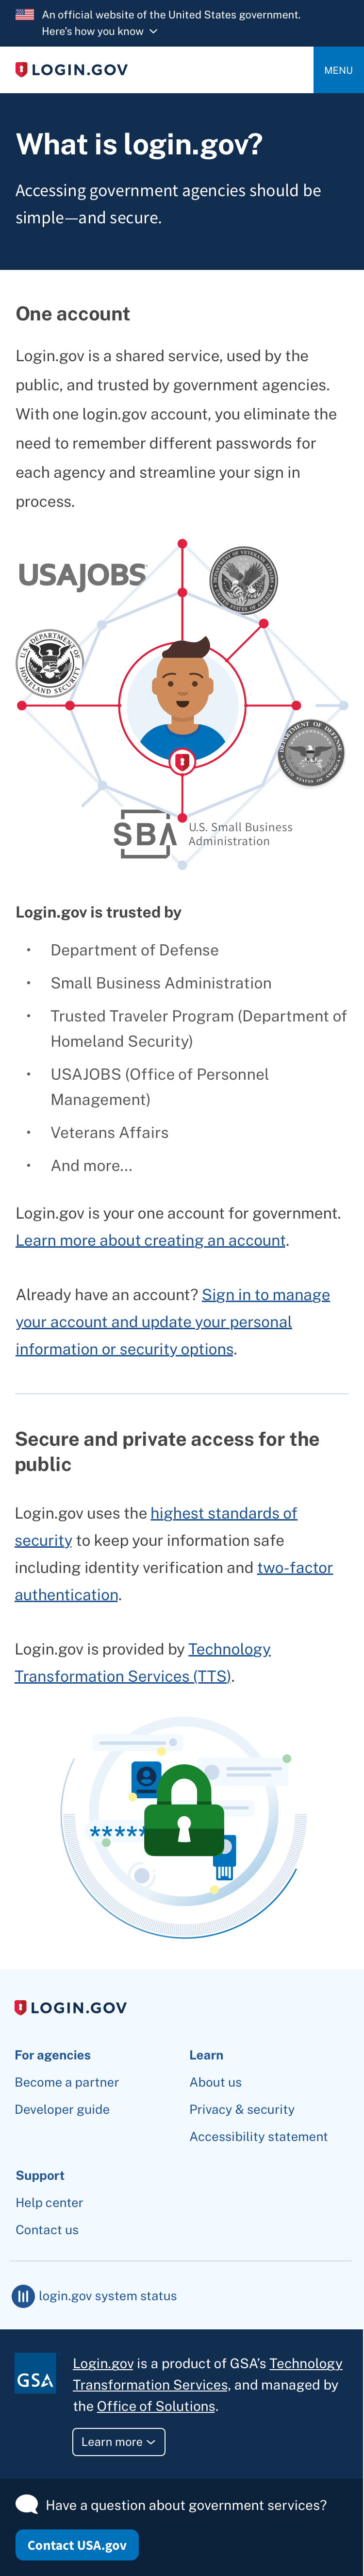 An official website of the United States government.
Here's how you know
LOGIN.GOV
MENU
What is login.gov?
Accessing government agencies should be
simple—and secure.
One account
Login.gov is a shared service, used by the
public, and trusted by government agencies.
With one login.gov account, you eliminate the
need to remember different passwords for
each agency and streamline your sign in
process.
USAJOBS
DEPARTMENT OF VETERANS AFFAIRS
UNITED STATES OF AMERICA
U.S. DEPARTMENT OF
HOMELAND SECURITY
DEPARTMENT OF DEFENSE
UNITED STATES OF AMERICA
SBA
U.S. Small Business
Administration
Login.gov is trusted by
• Department of Defense
• Small Business Administration
• Trusted Traveler Program (Department of
Homeland Security)
• USAJOBS (Office of Personnel
Management)
• Veterans Affairs
• And more...
Login.gov is your one account for government.
Learn more about creating an account.
Already have an account? Sign in to manage
your account and update your personal
information or security options.
Secure and private access for the
public
Login.gov uses the highest standards of
security to keep your information safe
including identity verification and two-factor
authentication.
Login.gov is provided by Technology
Transformation Services (TTS).
*****
LOGIN.GOV
For agencies
Become a partner
Developer guide
Learn
About us
Privacy & security
Accessibility statement
Support
Help center
Contact us
login.gov system status
GSA
Login.gov is a product of GSA's Technology
Transformation Services, and managed by
the Office of Solutions.
Learn more
Have a question about government services?
Contact USA.gov